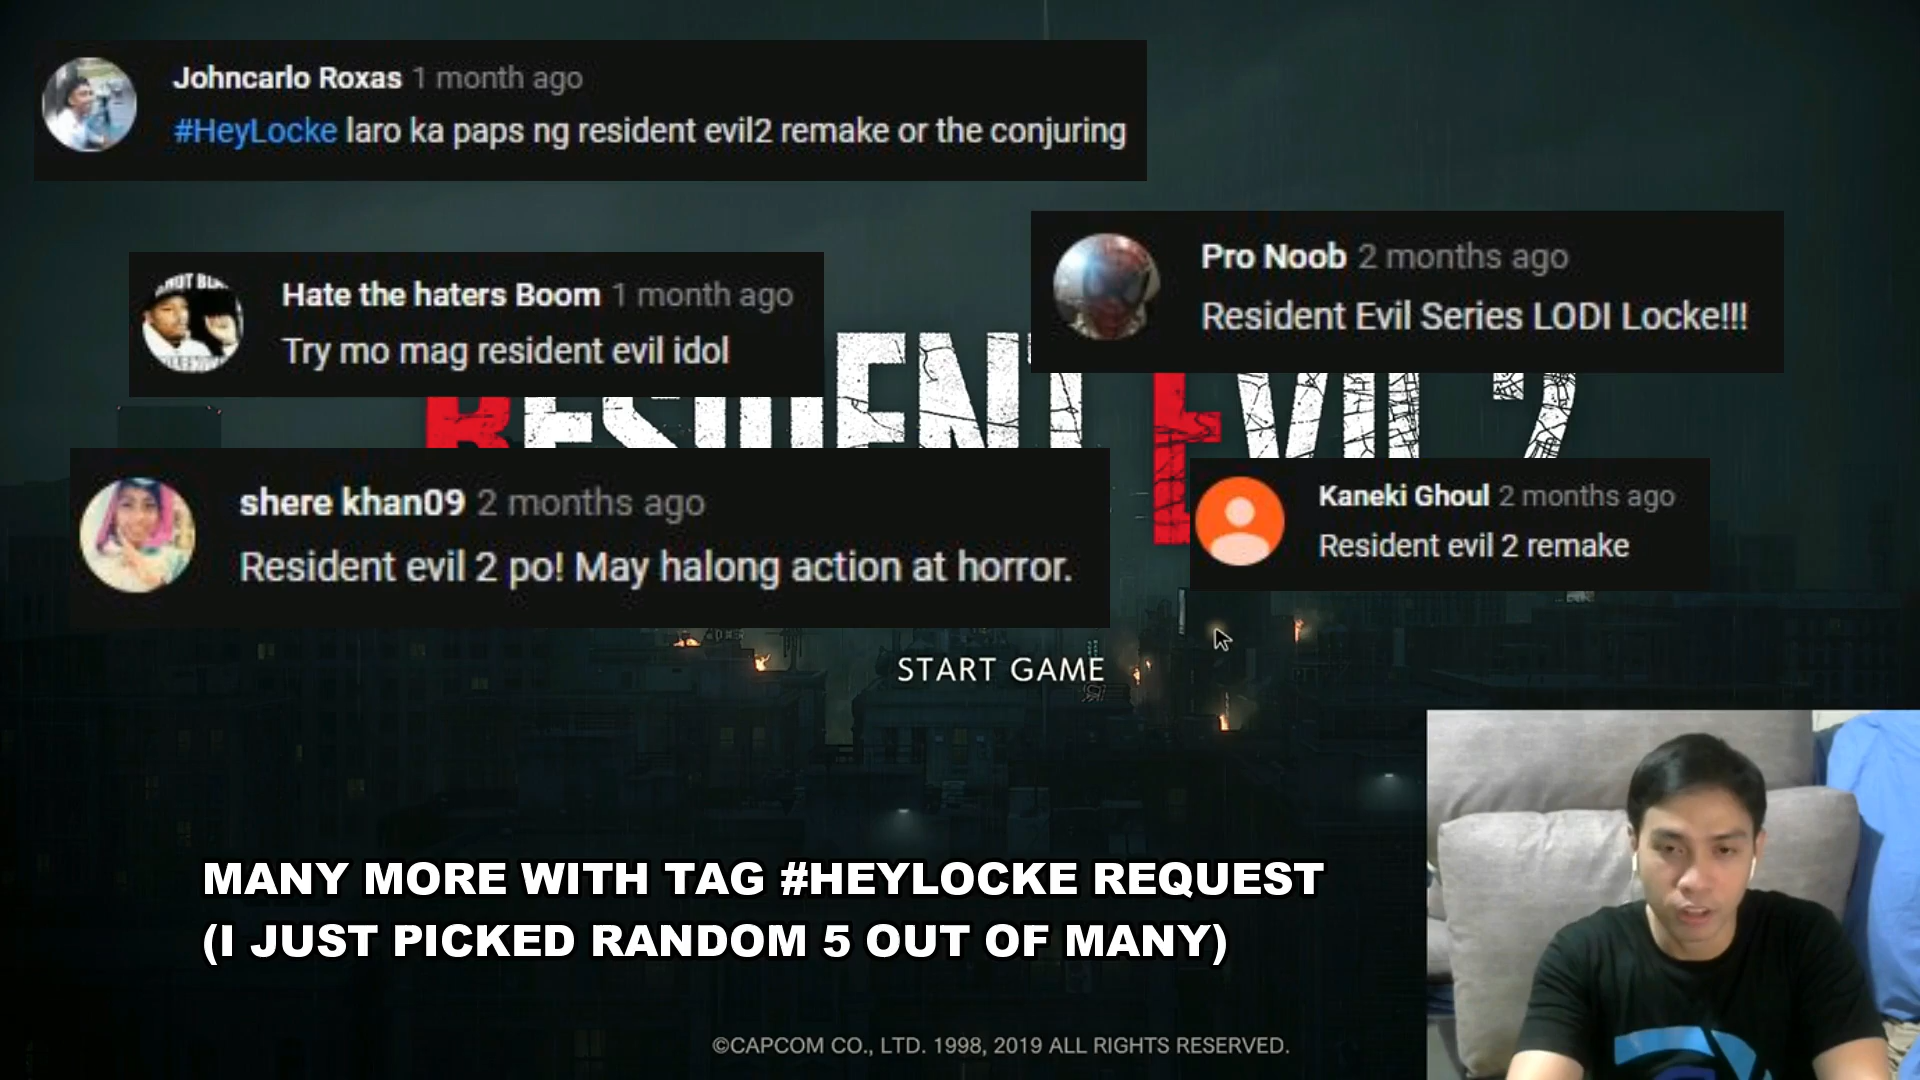 Johncarlo Roxas 1 month ago
#HeyLocke laro ka paps ng resident evil2 remake or the conjuring
Pro Noob 2 months ago
Resident Evil Series LODI Locke!!!
Hate the haters Boom 1 month ago
Try mo mag resident evil idol
RESIDENT EVIL 2
shere khan09 2 months ago
Resident evil 2 po! May halong action at horror.
Kaneki Ghoul 2 months ago
Resident evil 2 remake
START GAME
MANY MORE WITH TAG #HEYLOCKE REQUEST
(I JUST PICKED RANDOM 5 OUT OF MANY)
©CAPCOM CO., LTD. 1998, 2019 ALL RIGHTS RESERVED.